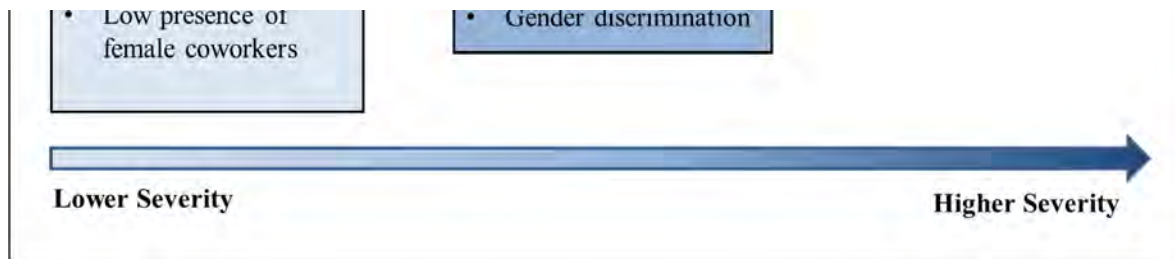 • Low presence of
female coworkers
• Gender discrimination
Lower Severity
Higher Severity